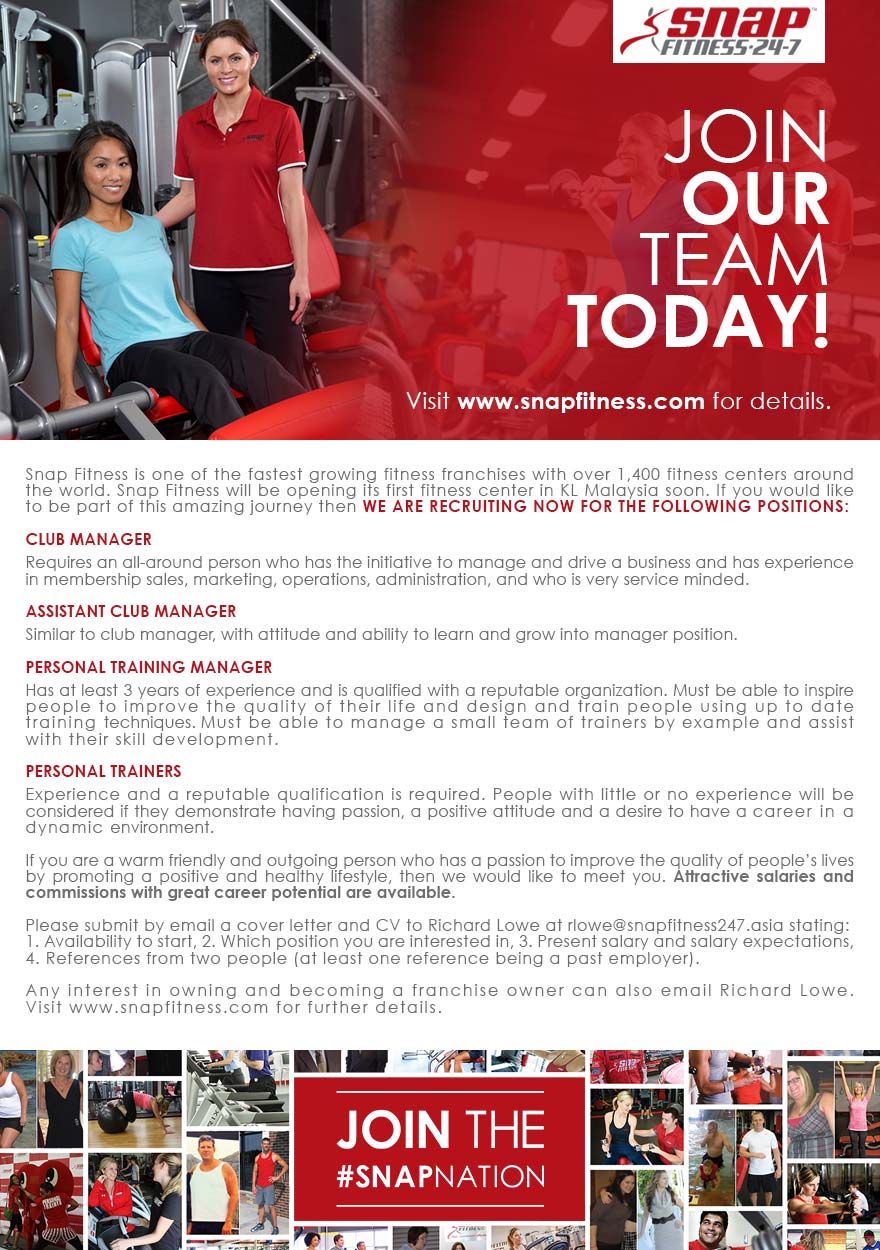 snap
FITNESS-24-7
JOIN
OUR
TEAM
TODAY!
Visit www.snapfitness.com for details.
Snap Fitness is one of the fastest growing fitness franchises with over 1,400 fitness centers around
the world. Snap Fitness will be opening its first fitness center in KL Malaysia soon. If you would like
to be part of this amazing journey then WE ARE RECRUITING NOW FOR THE FOLLOWING POSITIONS:
CLUB MANAGER
Requires an all-around person who has the initiative to manage and drive a business and has experience
in membership sales, marketing, operations, administration, and who is very service minded.
ASSISTANT CLUB MANAGER
Similar to club manager, with attitude and ability to learn and grow into manager position.
PERSONAL TRAINING MANAGER
Has at least 3 years of experience and is qualified with a reputable organization. Must be able to inspire
people to improve the quality of their life and design and train people using up to date
training techniques. Must be able to manage a small team of trainers by example and assist
with their skill development.
PERSONAL TRAINERS
Experience and a reputable qualification is required. People with little or no experience will be
considered if they demonstrate having passion, a positive attitude and a desire to have a career in a
dynamic environment.
If you are a warm friendly and outgoing person who has a passion to improve the quality of people's lives
by promoting a positive and healthy lifestyle, then we would like to meet you. Attractive salaries and
commissions with great career potential are available.
Please submit by email a cover letter and CV to Richard Lowe at rlowe@snapfitness247.asia stating:
1. Availability to start, 2. Which position you are interested in, 3. Present salary and salary expectations,
4. References from two people (at least one reference being a past employer).
Any interest in owning and becoming a franchise owner can also email Richard Lowe.
Visit www.snapfitness.com for further details.
JOIN THE
#SNAPNATION